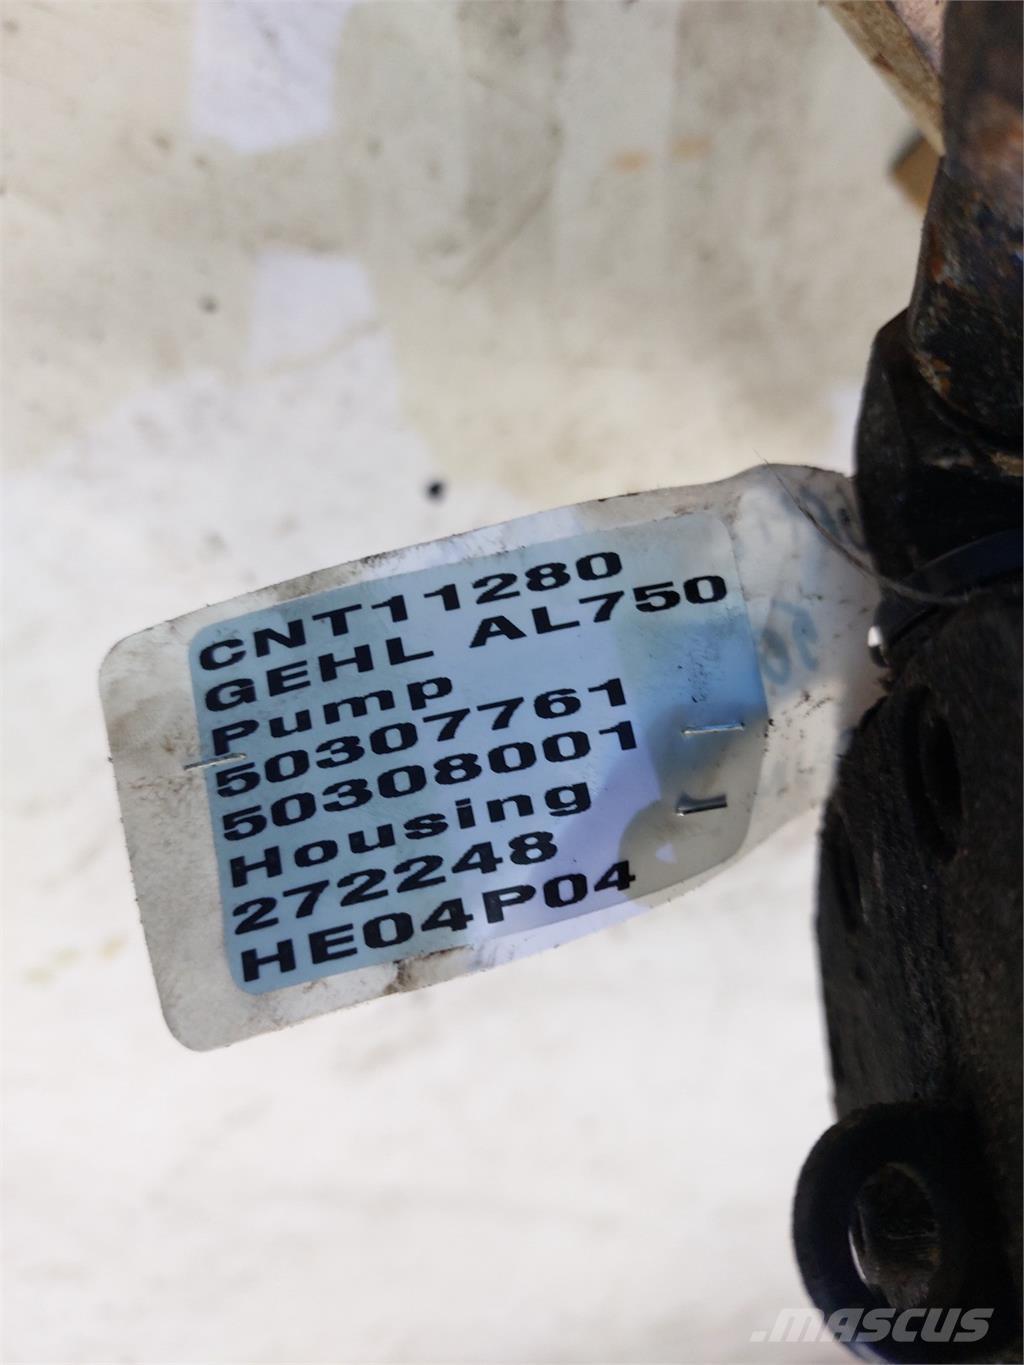 CNT11280
GEHL AL750
Pump
50307761
50308001
Housing
272248
HE04P04
.MASCUS